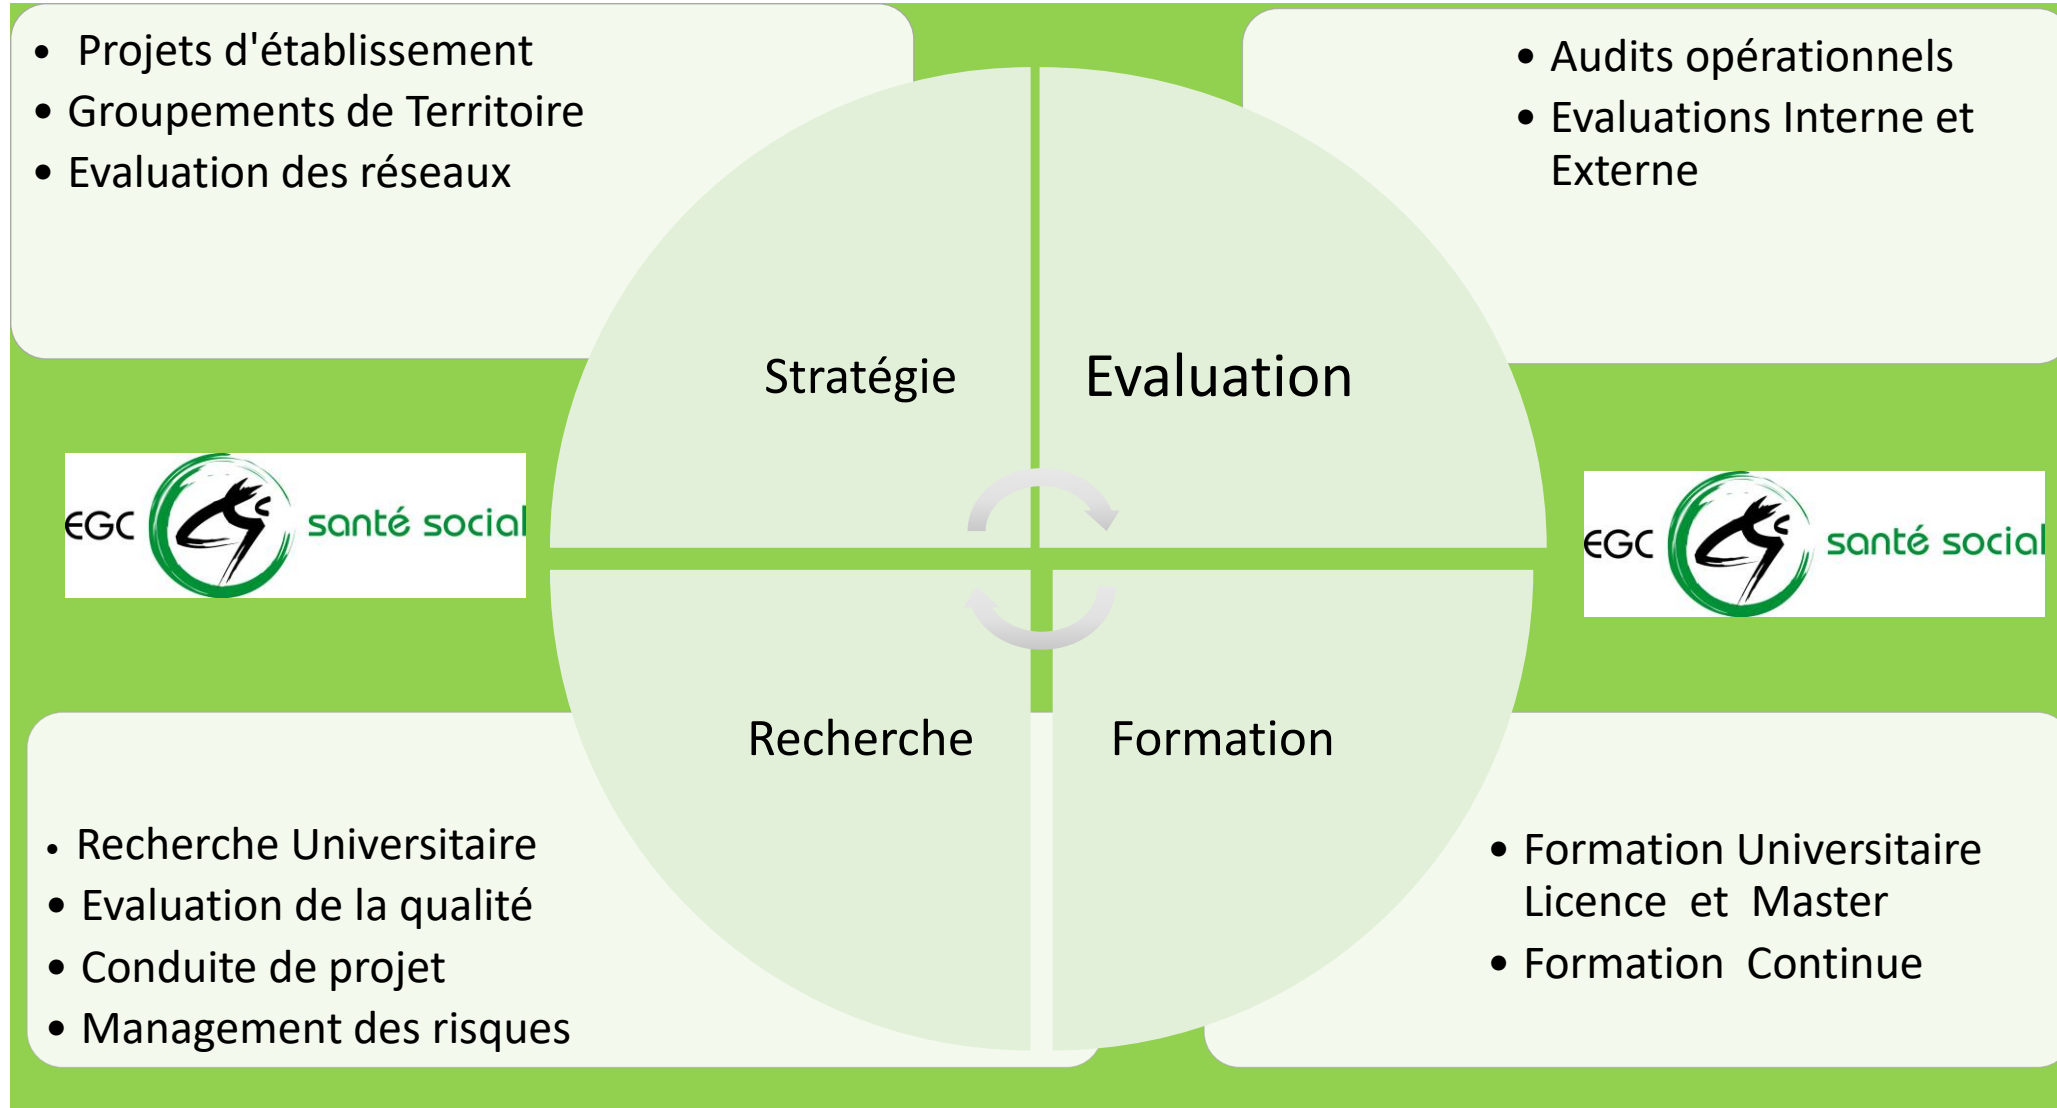 • Projets d'établissement
• Groupements de Territoire
• Evaluation des réseaux
• Audits opérationnels
• Evaluations Interne et
Externe
Stratégie
Evaluation
EGC santé social
EGC santé social
Recherche
Formation
• Recherche Universitaire
• Evaluation de la qualité
• Conduite de projet
• Management des risques
• Formation Universitaire
Licence et Master
• Formation Continue